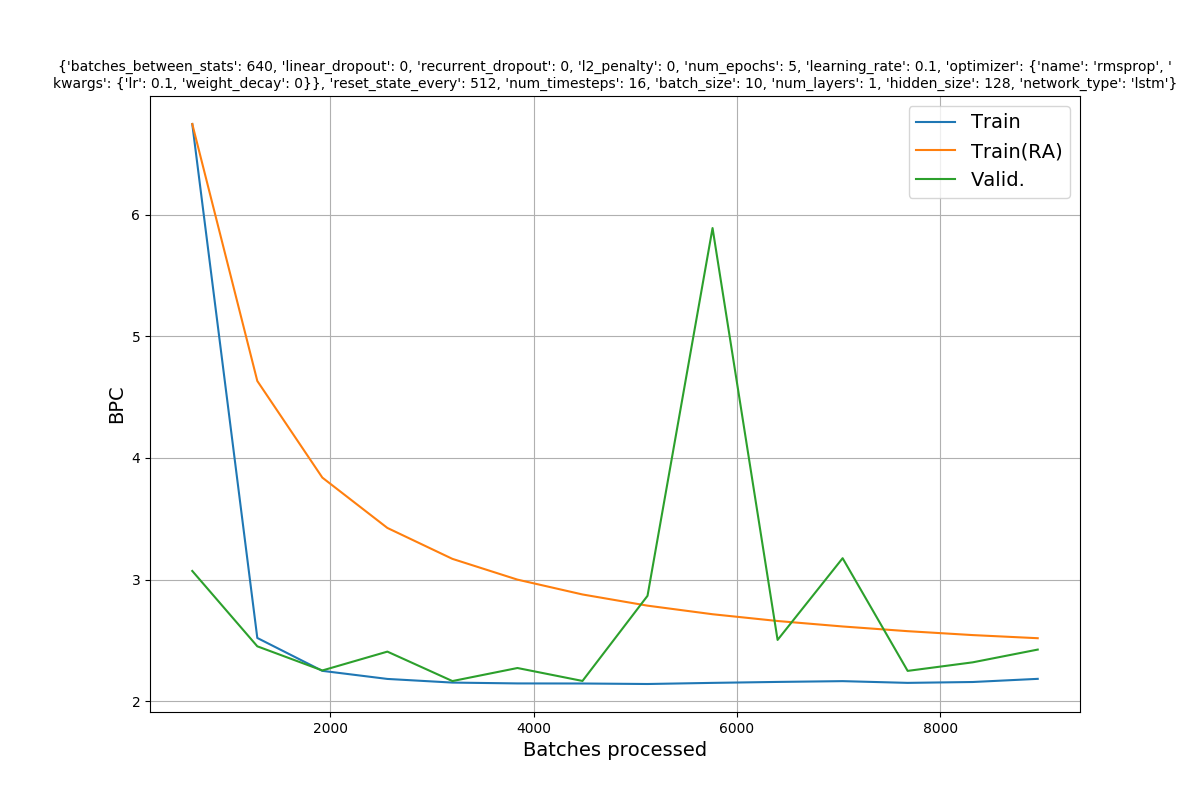 {'batches_between_stats': 640, 'linear_dropout': 0, 'recurrent_dropout': 0, 'l2_penalty': 0, 'num_epochs': 5, 'learning_rate': 0.1, 'optimizer': {'name': 'rmsprop', '
kwargs': {'lr': 0.1, 'weight_decay': 0}}, 'reset_state_every': 512, 'num_timesteps': 16, 'batch_size': 10, 'num_layers': 1, 'hidden_size': 128, 'network_type': 'lstm'}
Train
Train(RA)
Valid.
6
5
4
3
2
BPC
2000 4000 6000 8000
Batches processed